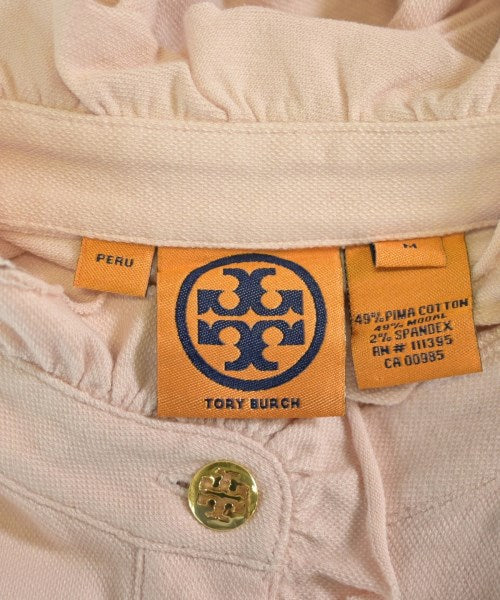 PERU
TORY BURCH
M
49% PIMA COTTON
49% MODAL
2% SPANDEX
RN # 111395
CA 00985